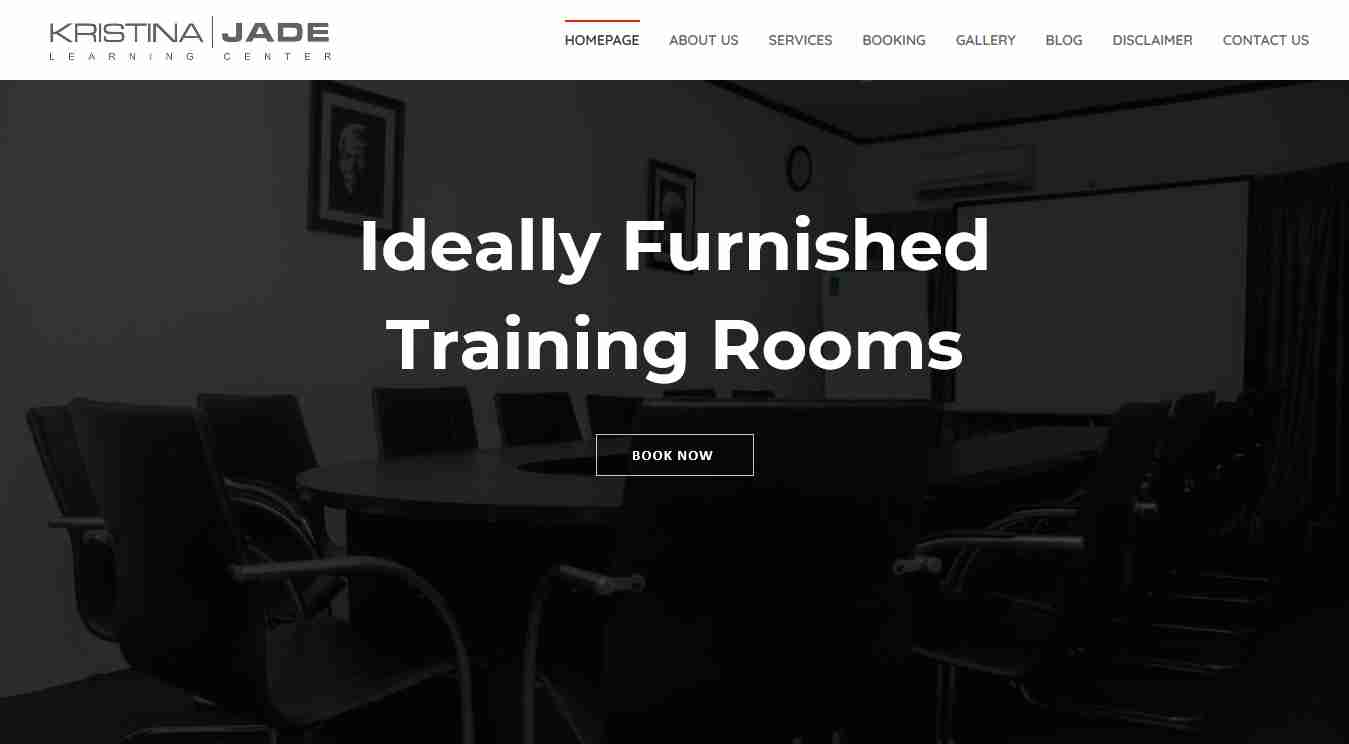 KRISTINA JADE
LEARNING CENTER
HOMEPAGE ABOUT US SERVICES BOOKING GALLERY BLOG DISCLAIMER CONTACT US
Ideally Furnished
Training Rooms
BOOK NOW